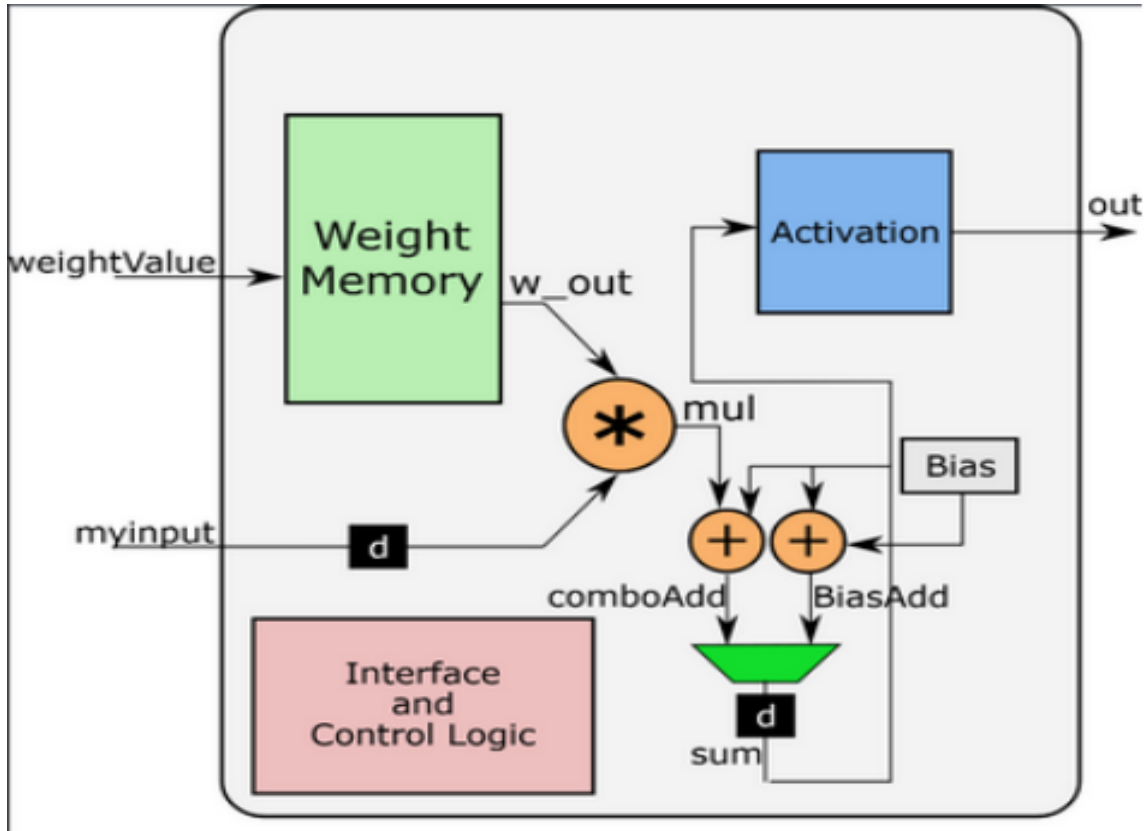 weightValue
Weight
Memory
w_out
Activation
out
*
mul
Bias
myinput
d
+
+
comboAdd
BiasAdd
Interface
and
Control Logic
d
sum